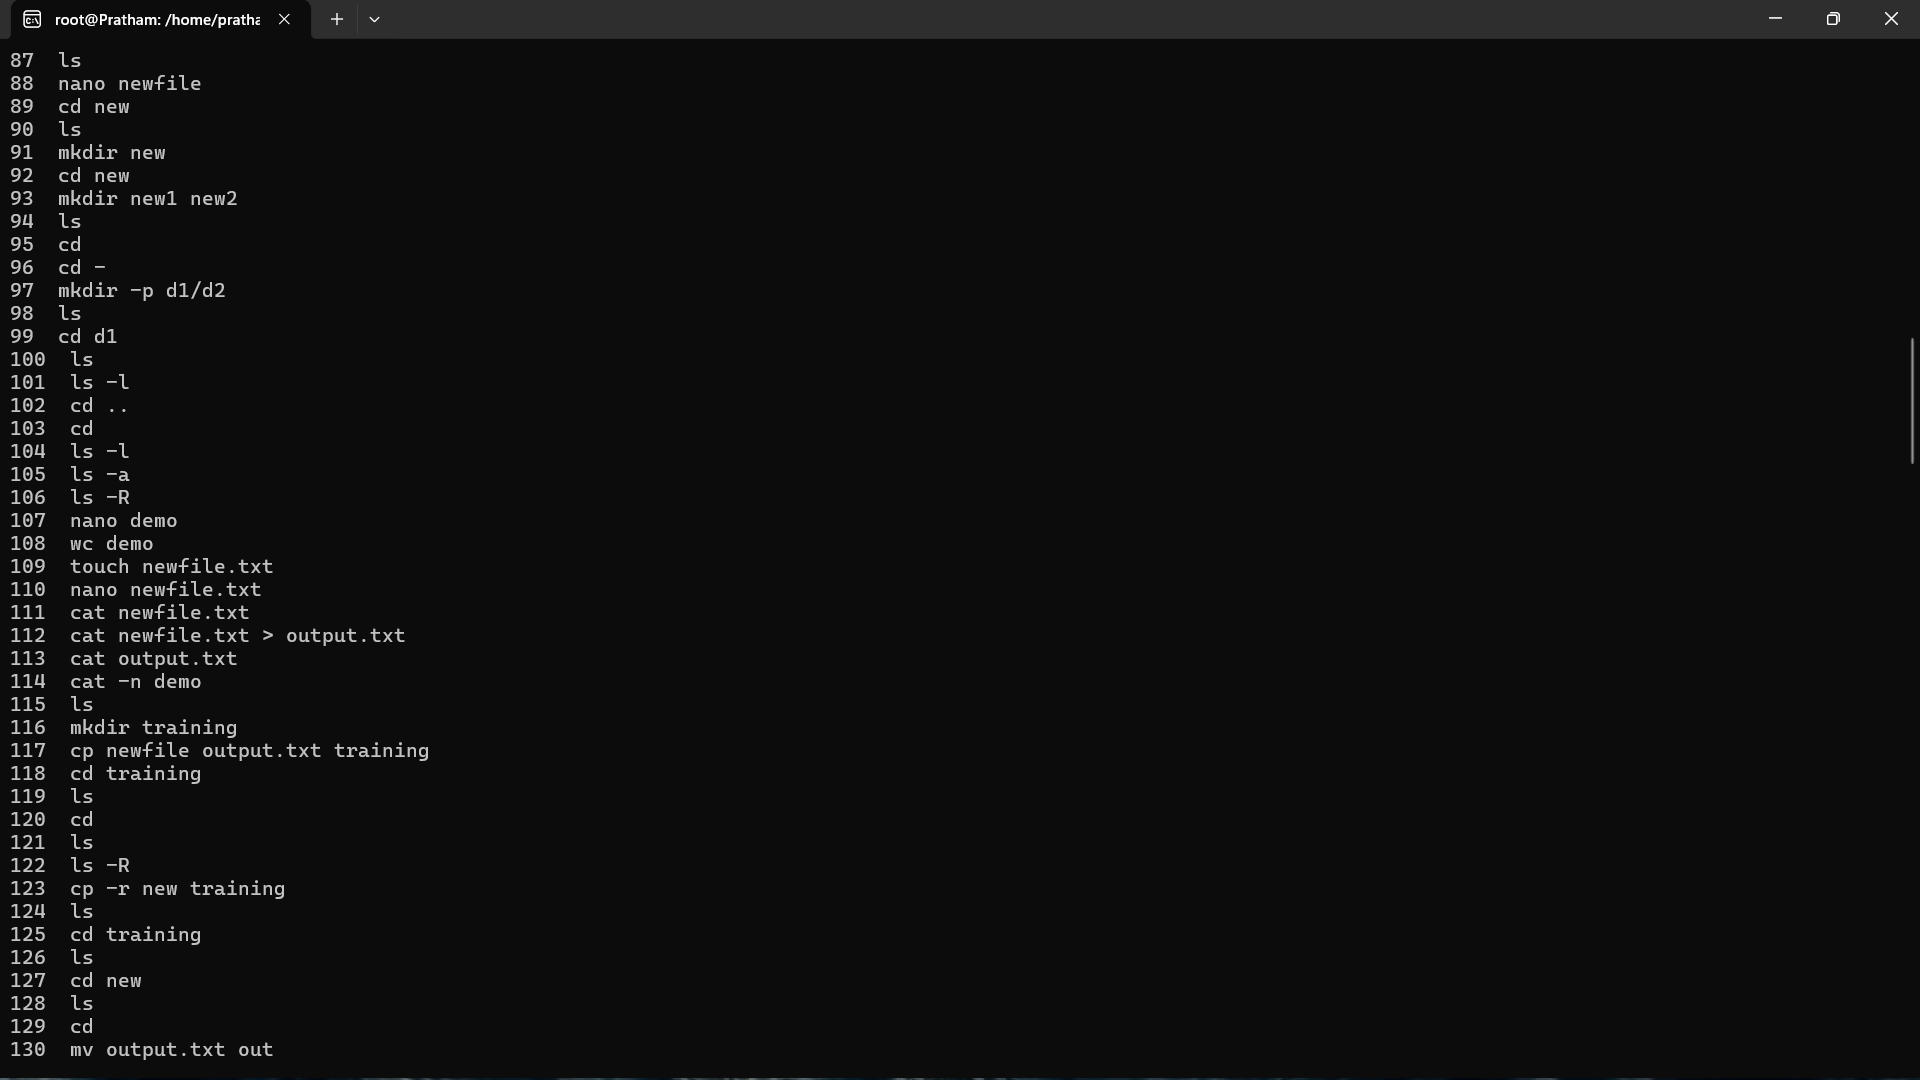 root@Pratham: /home/pratha
87 ls
88 nano newfile
89 cd new
90 ls
91 mkdir new
92 cd new
93 mkdir new1 new2
94 ls
95 cd
96 cd -
97 mkdir -p d1/d2
98 ls
99 cd d1
100 ls
101 ls -l
102 cd ..
103 cd
104 ls -l
105 ls -a
106 ls -R
107 nano demo
108 wc demo
109 touch newfile.txt
110 nano newfile.txt
111 cat newfile.txt
112 cat newfile.txt > output.txt
113 cat output.txt
114 cat -n demo
115 ls
116 mkdir training
117 cp newfile output.txt training
118 cd training
119 ls
120 cd
121 ls
122 ls -R
123 cp -r new training
124 ls
125 cd training
126 ls
127 cd new
128 ls
129 cd
130 mv output.txt out